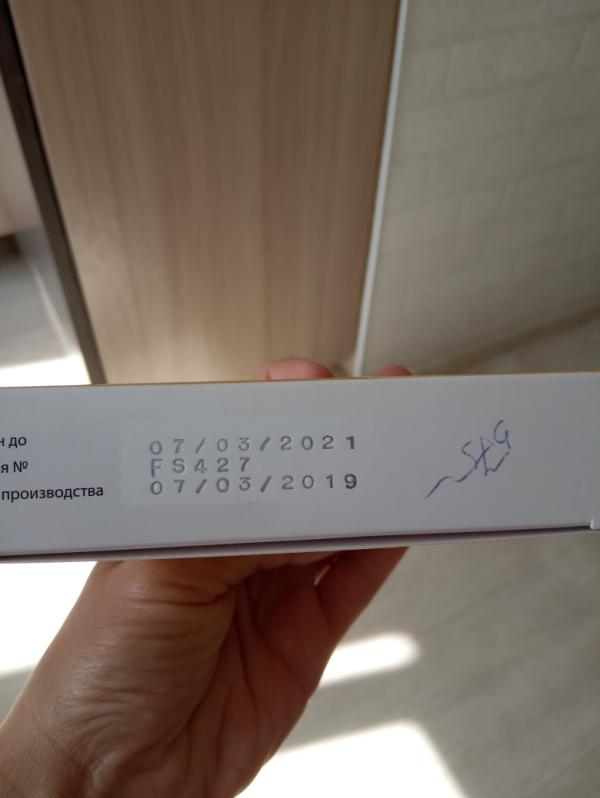 н до 07/03/2021
я № FS427
производства 07/03/2019